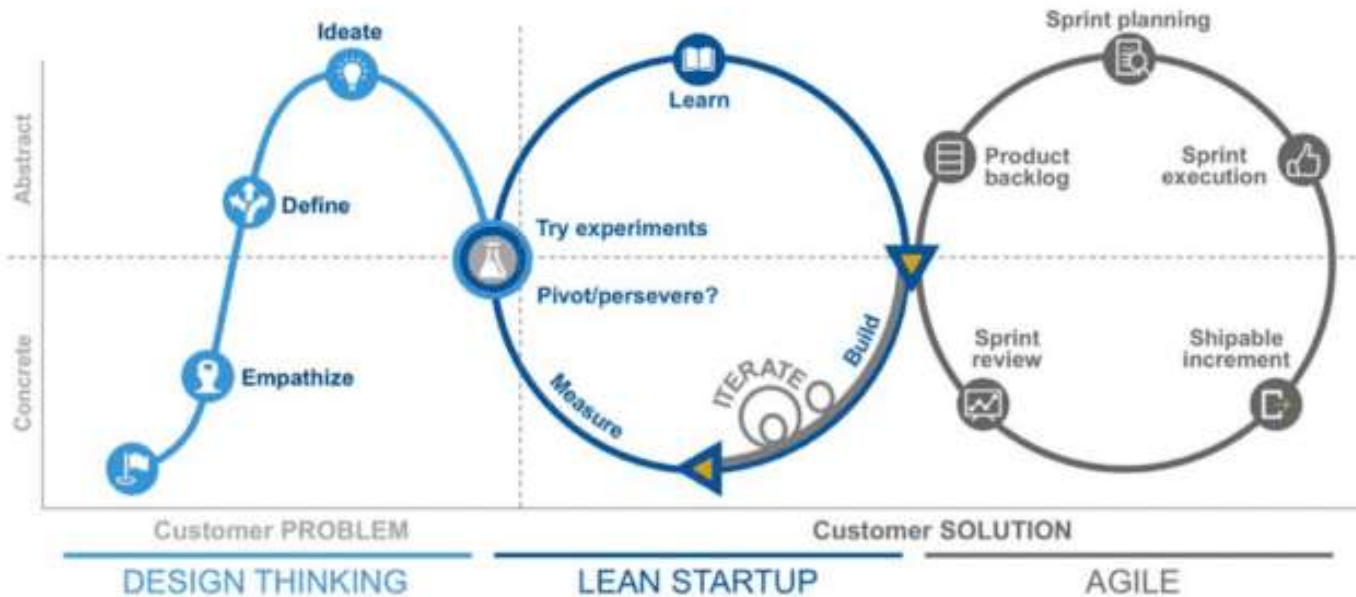 Ideate
Define
Empathize
Abstract
Concrete
Learn
Try experiments
Pivot/persevere?
Measure
ITERATE
Build
Sprint planning
Product
backlog
Sprint
execution
Sprint
review
Shipable
increment
Customer PROBLEM
Customer SOLUTION
DESIGN THINKING
LEAN STARTUP
AGILE